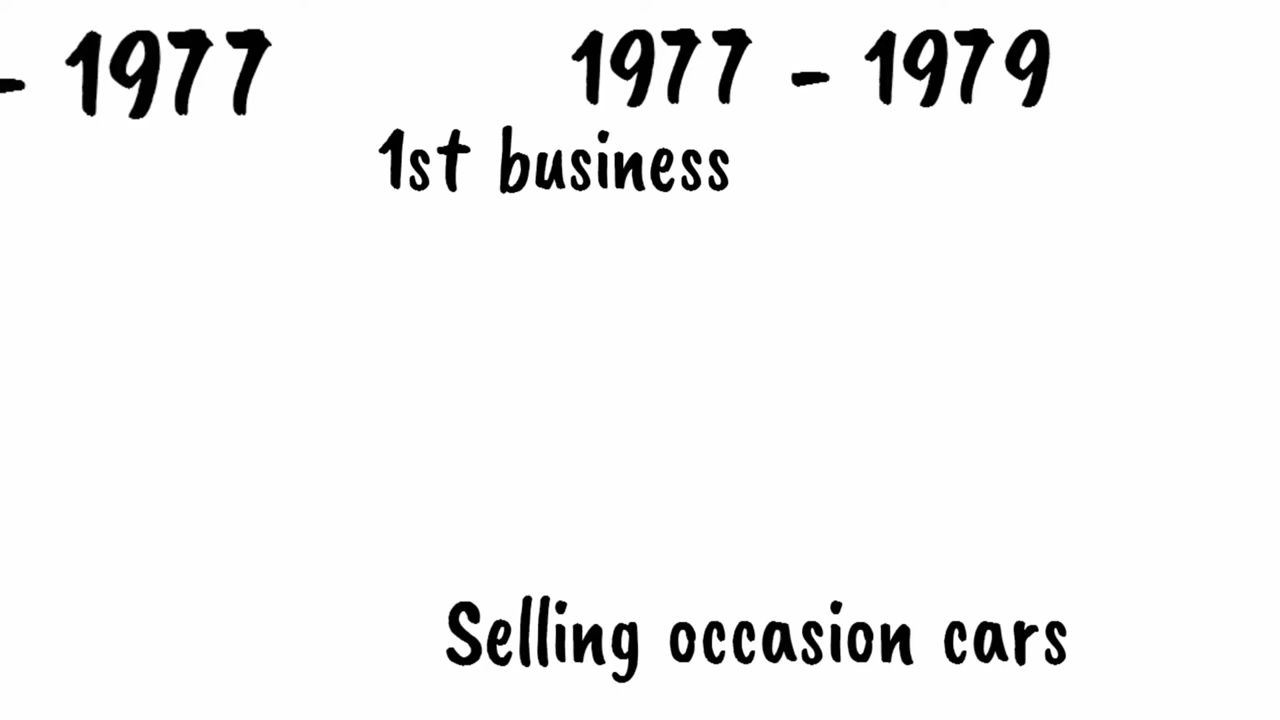 - 1977
1977 - 1979
1st business
Selling occasion cars